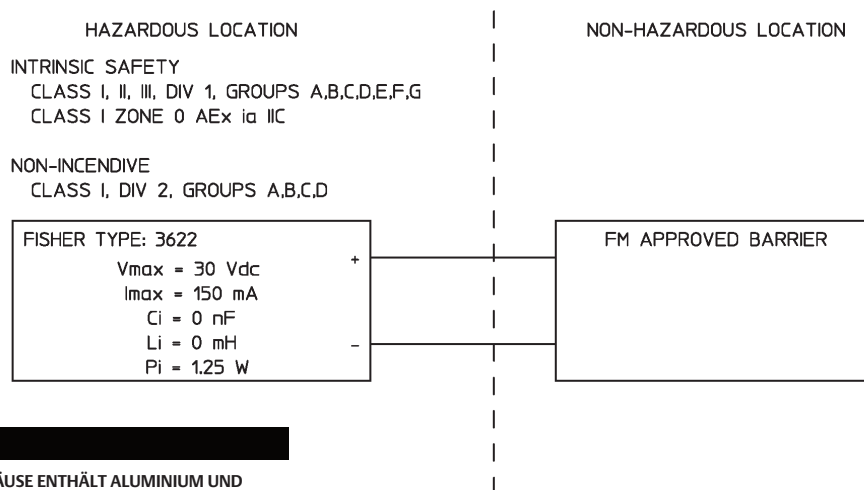 HAZARDOUS LOCATION
NON-HAZARDOUS LOCATION
INTRINSIC SAFETY
CLASS I, II, III, DIV 1, GROUPS A,B,C,D,E,F,G
CLASS I ZONE 0 AEx ia IIC
NON-INCENDIVE
CLASS I, DIV 2, GROUPS A,B,C,D
FISHER TYPE: 3622
Vmax = 30 Vdc
Imax = 150 mA
Ci = 0 nF
Li = 0 mH
Pi = 1.25 W
+
−
FM APPROVED BARRIER
ÄUSE ENTHÄLT ALUMINIUM UND